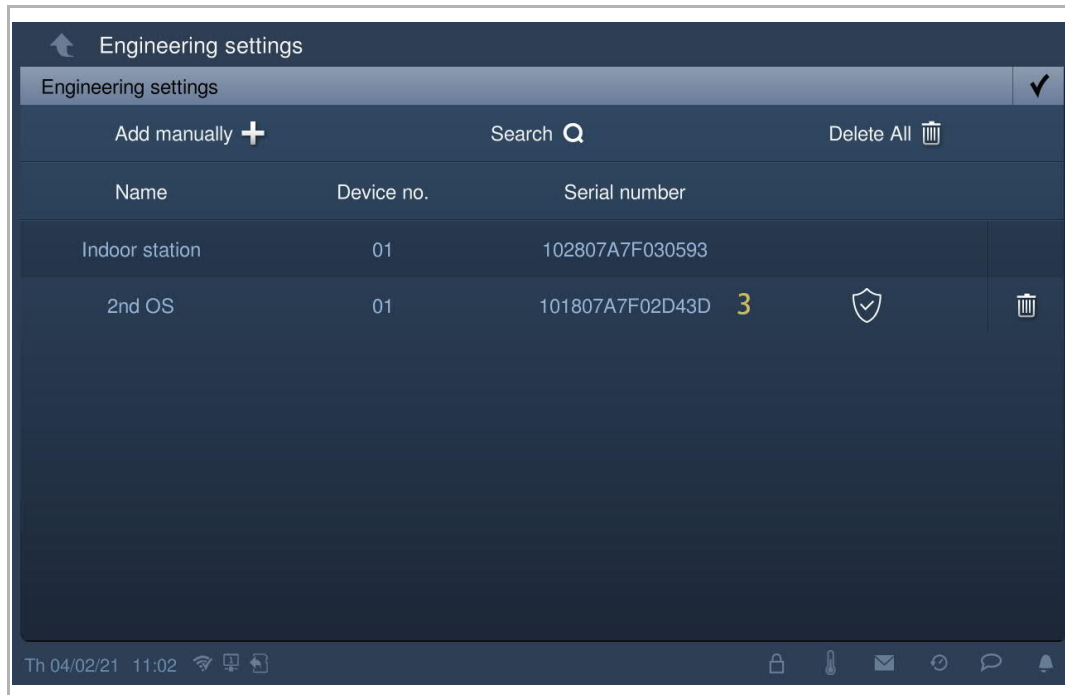 Engineering settings
Engineering settings
Add manually Search Delete All
Name Device no. Serial number
Indoor station 01 102807A7F030593
2nd OS 01 101807A7F02D43D 3
Th 04/02/21 11:02